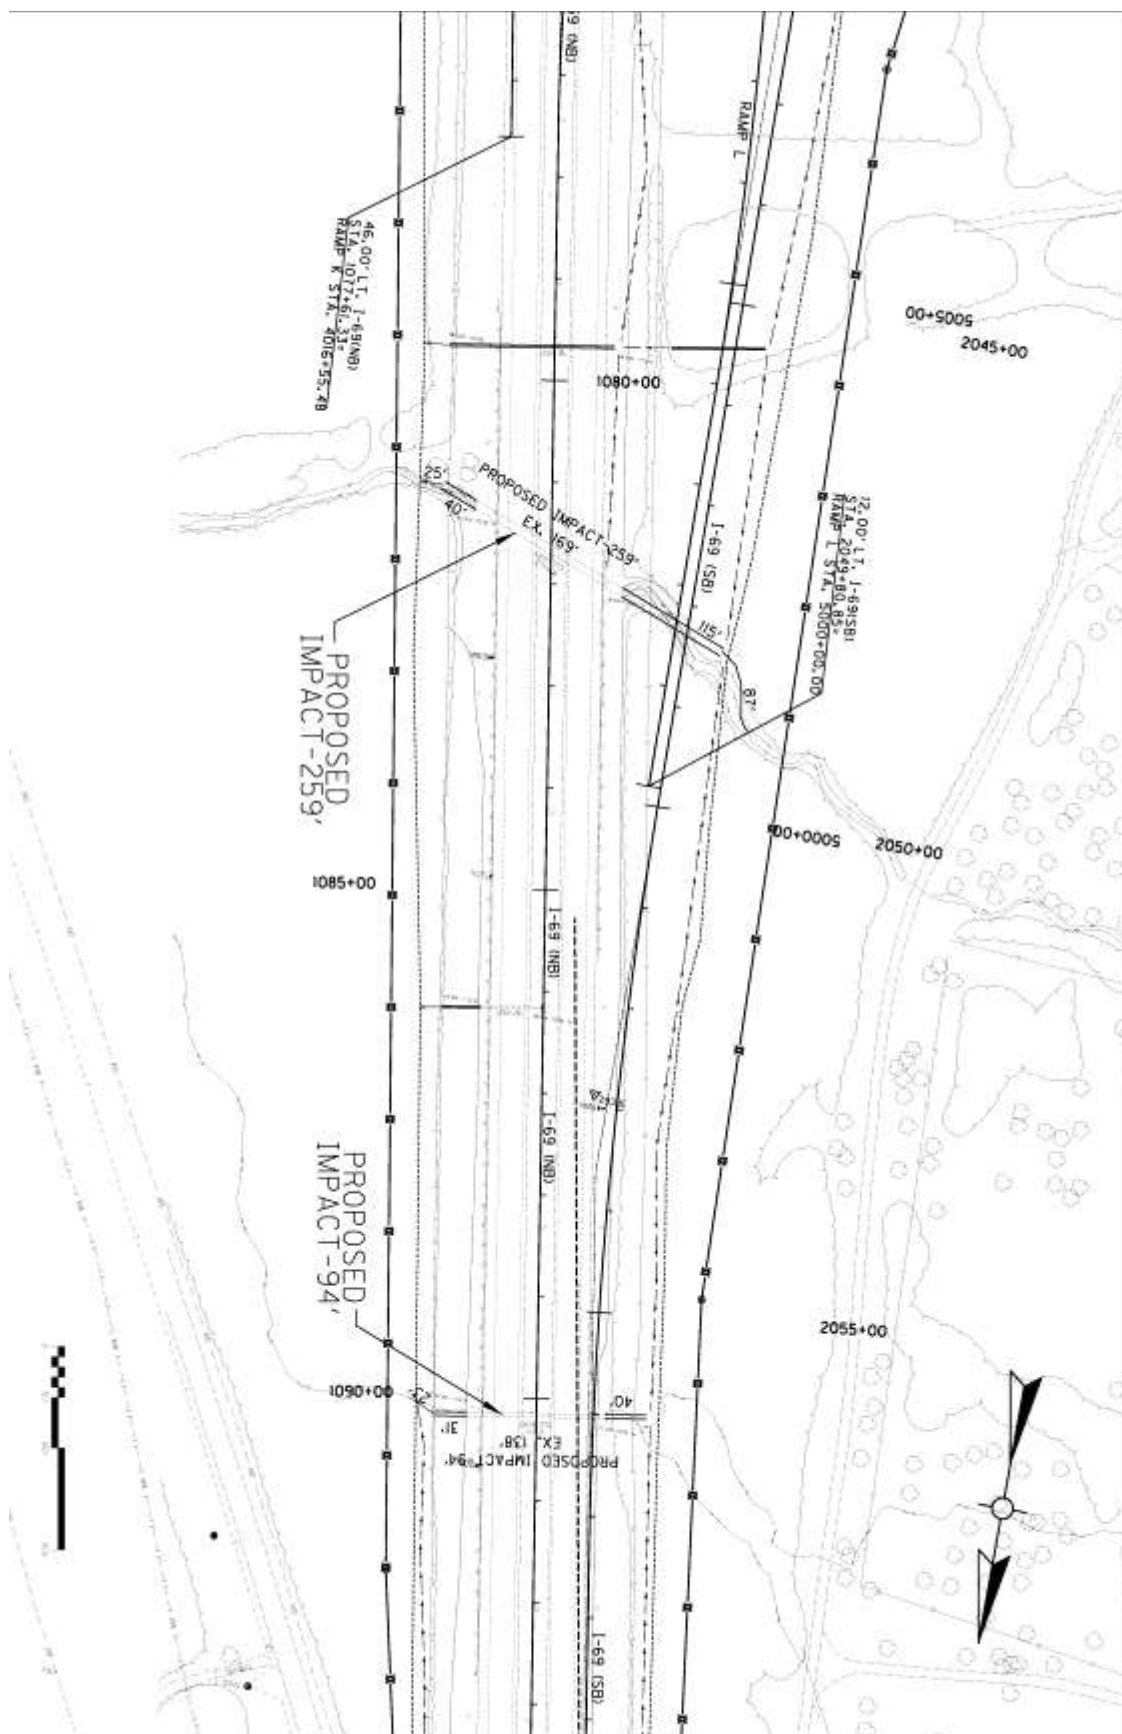 69 (NB)
RAMP L
46.00' LT. I-69(NB)
STA. 1077+61.33=
RAMP K STA. 4016+55.48
5005+00
2045+00
1080+00
25'
40'
PROPOSED IMPACT-259'
EX. 169'
I-69 (SB)
12.00' LT. I-69(SB)
STA. 2049+80.85=
RAMP L STA. 5000+00.00
115'
87'
PROPOSED
IMPACT-259'
5000+00
2050+00
1085+00
I-69 (NB)
I-69 (NB)
PROPOSED
IMPACT-94'
2055+00
1090+00
23'
31'
40'
EX. 138'
PROPOSED IMPACT-94'
I-69 (SB)